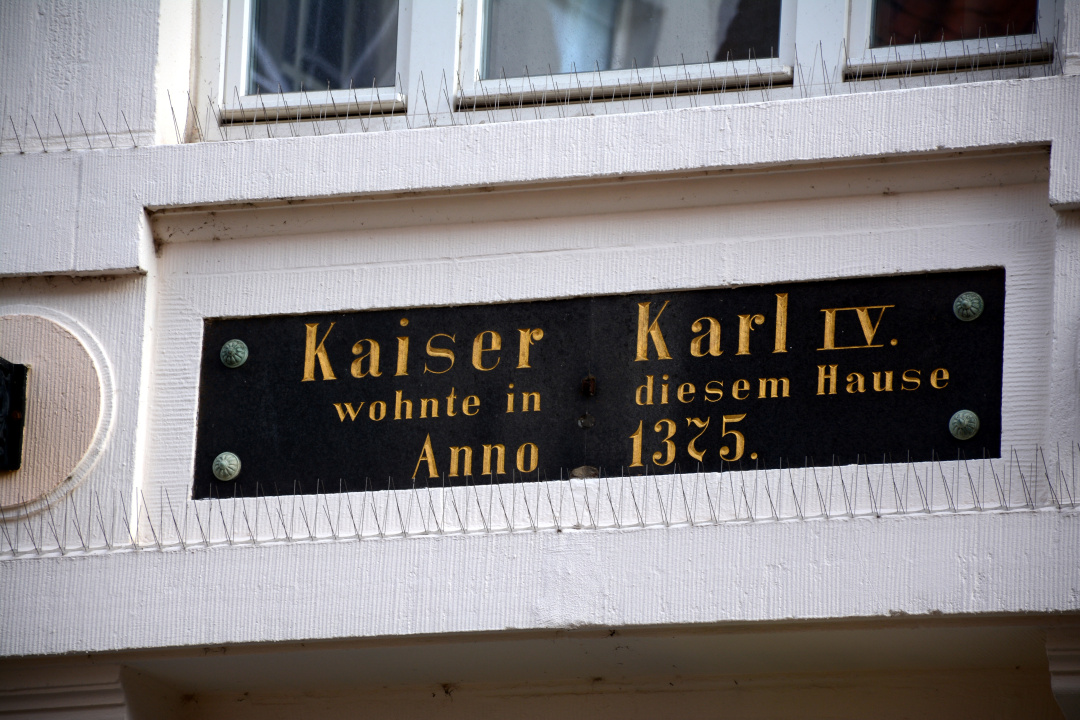 Kaiser Karl IV.
wohnte in diesem Hause
Anno 1375.